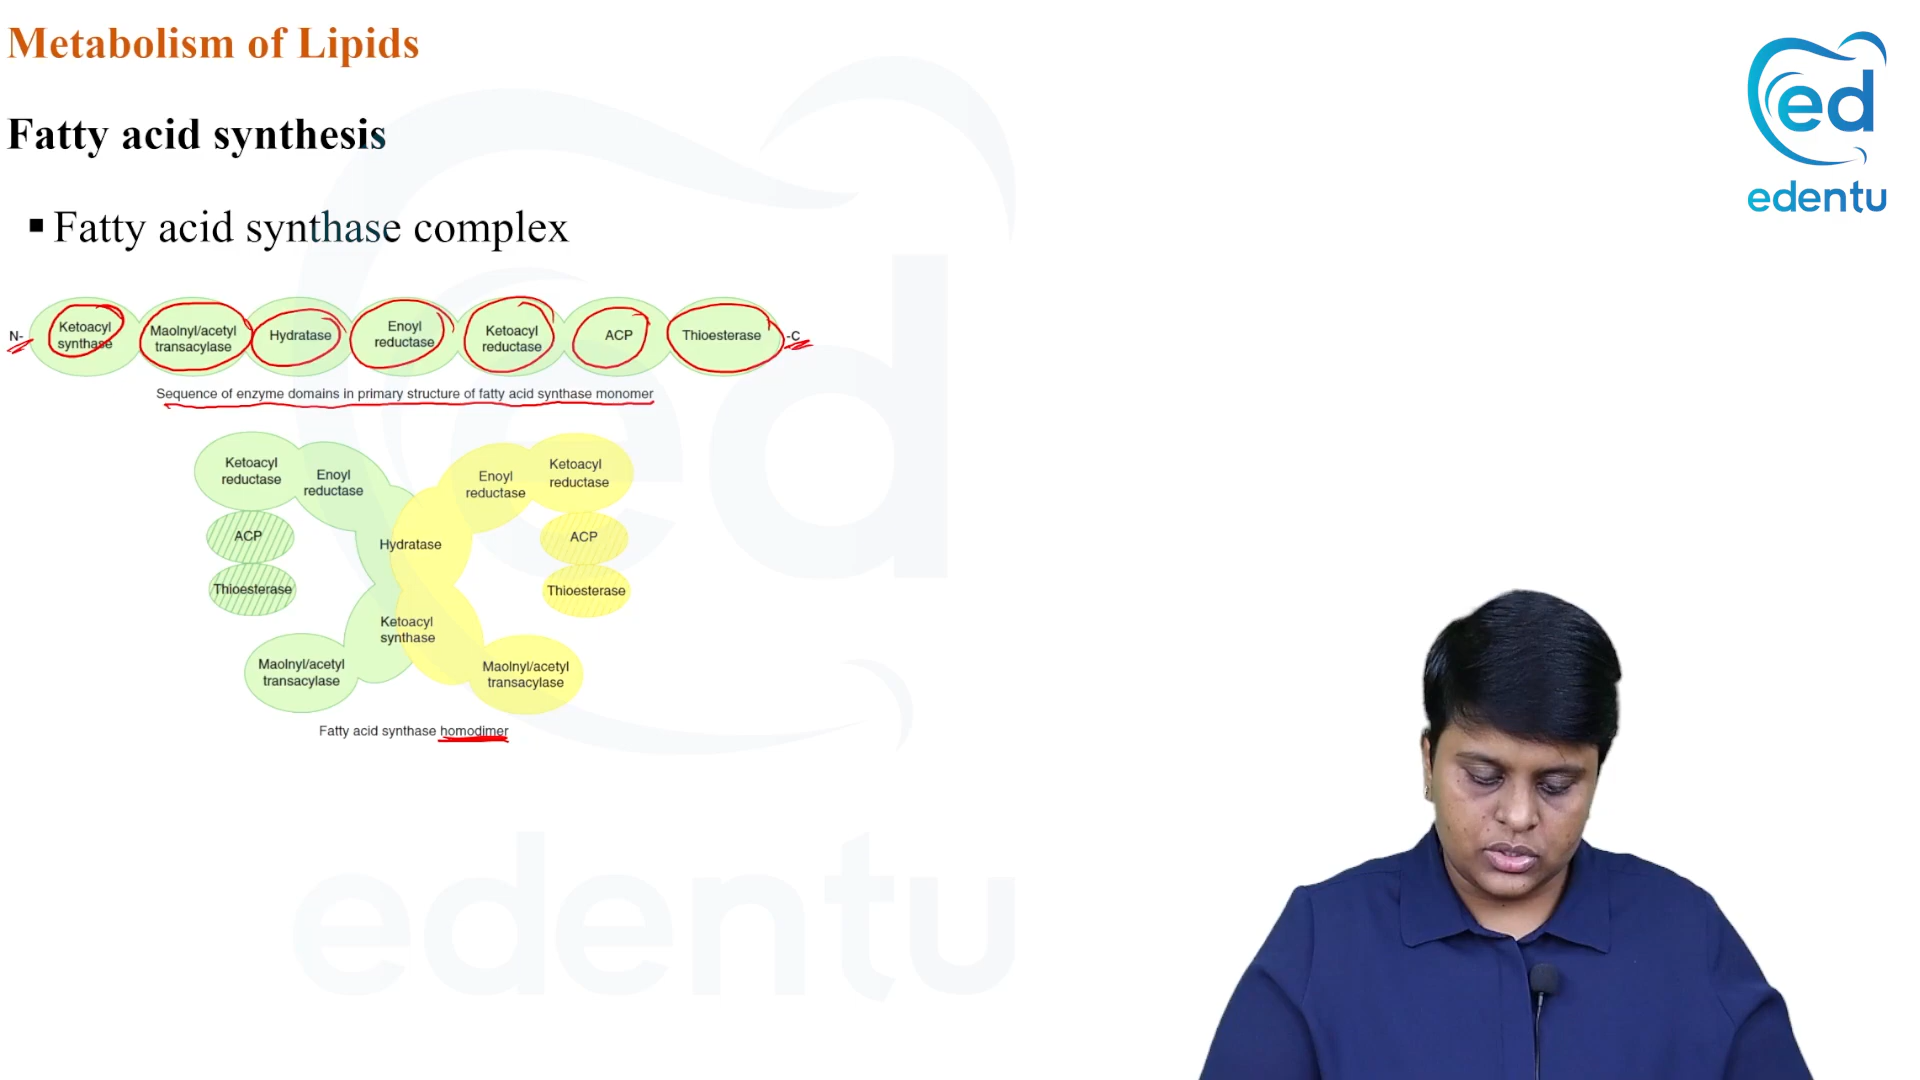 Metabolism of Lipids
ed
edentu
Fatty acid synthesis
▪ Fatty acid synthase complex
N-
Ketoacyl
synthase
Maolnyl/acetyl
transacylase
Hydratase
Enoyl
reductase
Ketoacyl
reductase
ACP
Thioesterase
-C
Sequence of enzyme domains in primary structure of fatty acid synthase monomer
Ketoacyl
reductase
Enoyl
reductase
Enoyl
reductase
Ketoacyl
reductase
ACP
Hydratase
ACP
Thioesterase
Thioesterase
Ketoacyl
synthase
Maolnyl/acetyl
transacylase
Maolnyl/acetyl
transacylase
Fatty acid synthase homodimer
ed
edentu